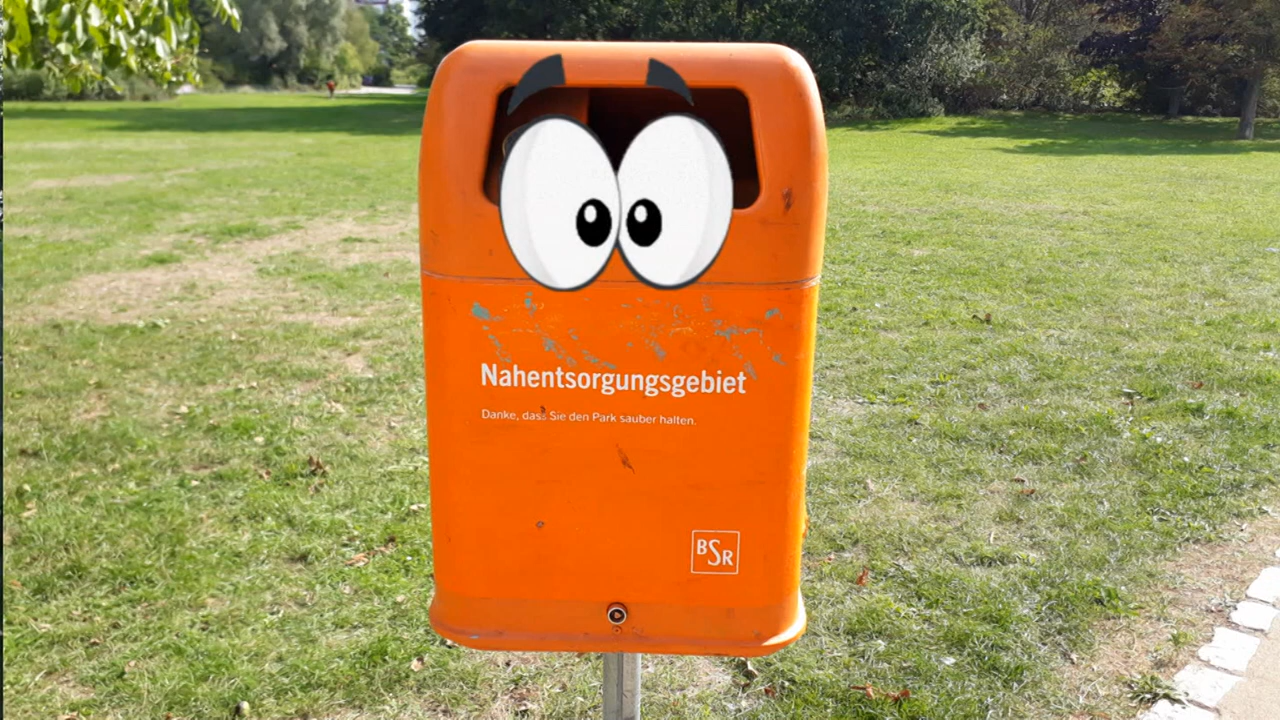 Nahentsorgungsgebiet
Danke, dass Sie den Park sauber halten.
BSR